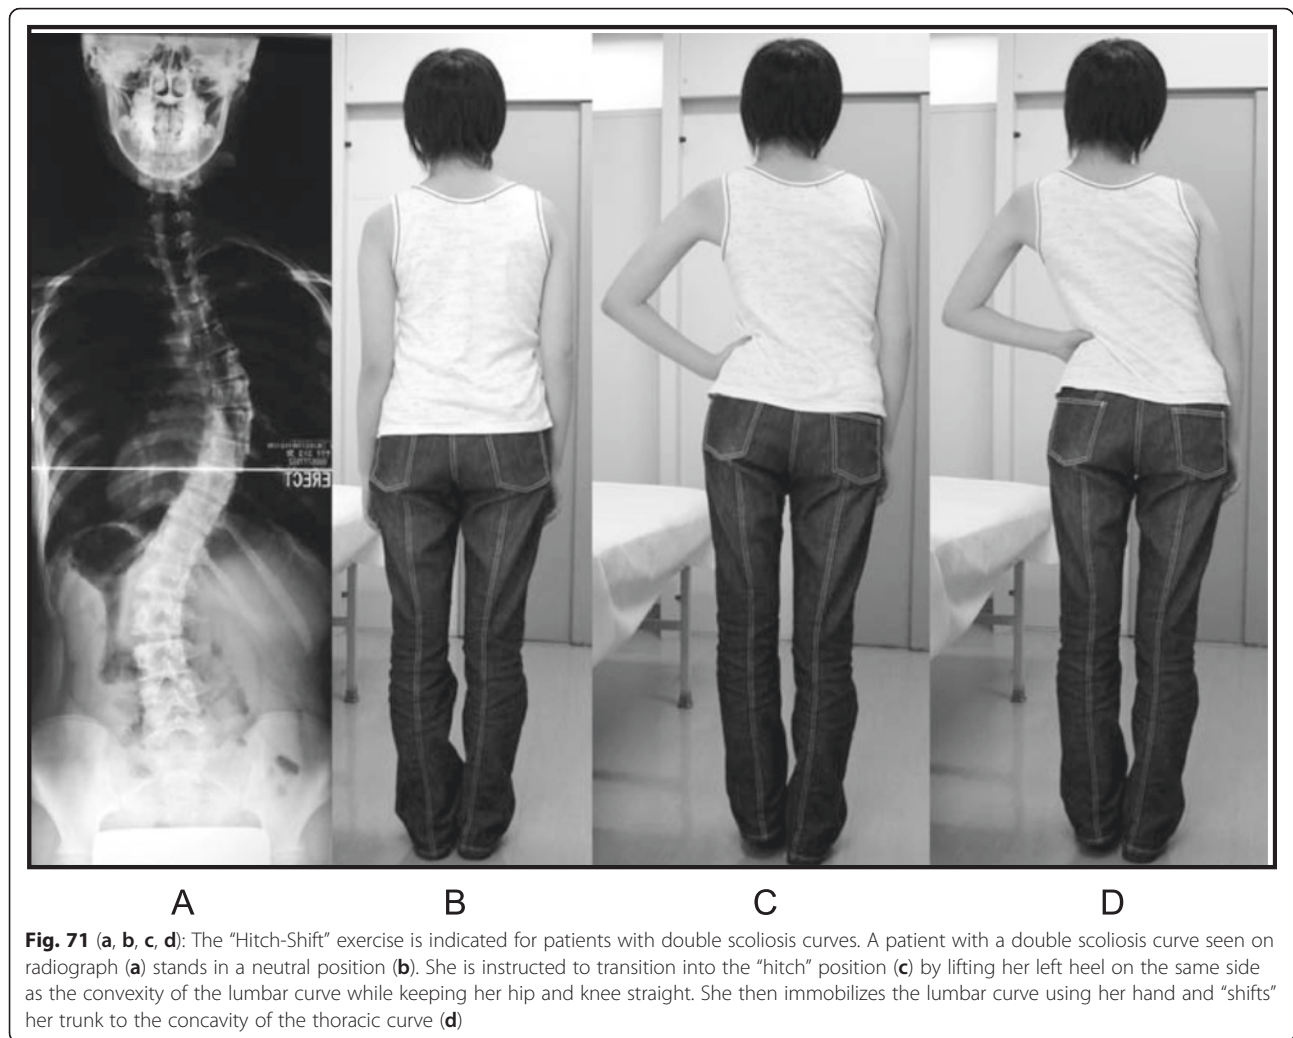 ERECT
A
B
C
D
Fig. 71 (a, b, c, d): The “Hitch-Shift” exercise is indicated for patients with double scoliosis curves. A patient with a double scoliosis curve seen on
radiograph (a) stands in a neutral position (b). She is instructed to transition into the “hitch” position (c) by lifting her left heel on the same side
as the convexity of the lumbar curve while keeping her hip and knee straight. She then immobilizes the lumbar curve using her hand and “shifts”
her trunk to the concavity of the thoracic curve (d)